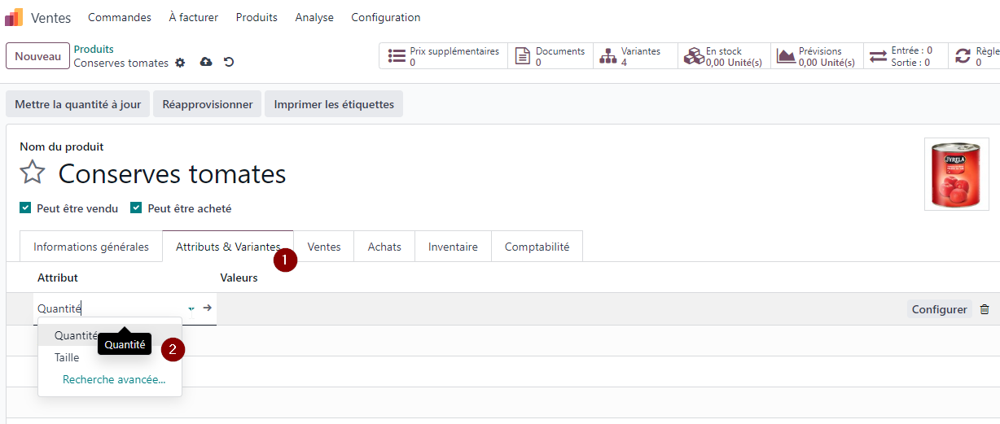 Ventes Commandes À facturer Produits Analyse Configuration
Nouveau
Produits
Conserves tomates
Prix supplémentaires
0
Documents
0
Variantes
4
En stock
0,00 Unité(s)
Prévisions
0,00 Unité(s)
Entrée : 0
Sortie : 0
Règle
0
Mettre la quantité à jour Réapprovisionner Imprimer les étiquettes
Nom du produit
Conserves tomates
JYRELA
Peut être vendu Peut être acheté
Informations générales Attributs & Variantes Ventes Achats Inventaire Comptabilité
1
Attribut Valeurs
Quantité Configurer
Quantité
Quantité
2
Taille
Recherche avancée...